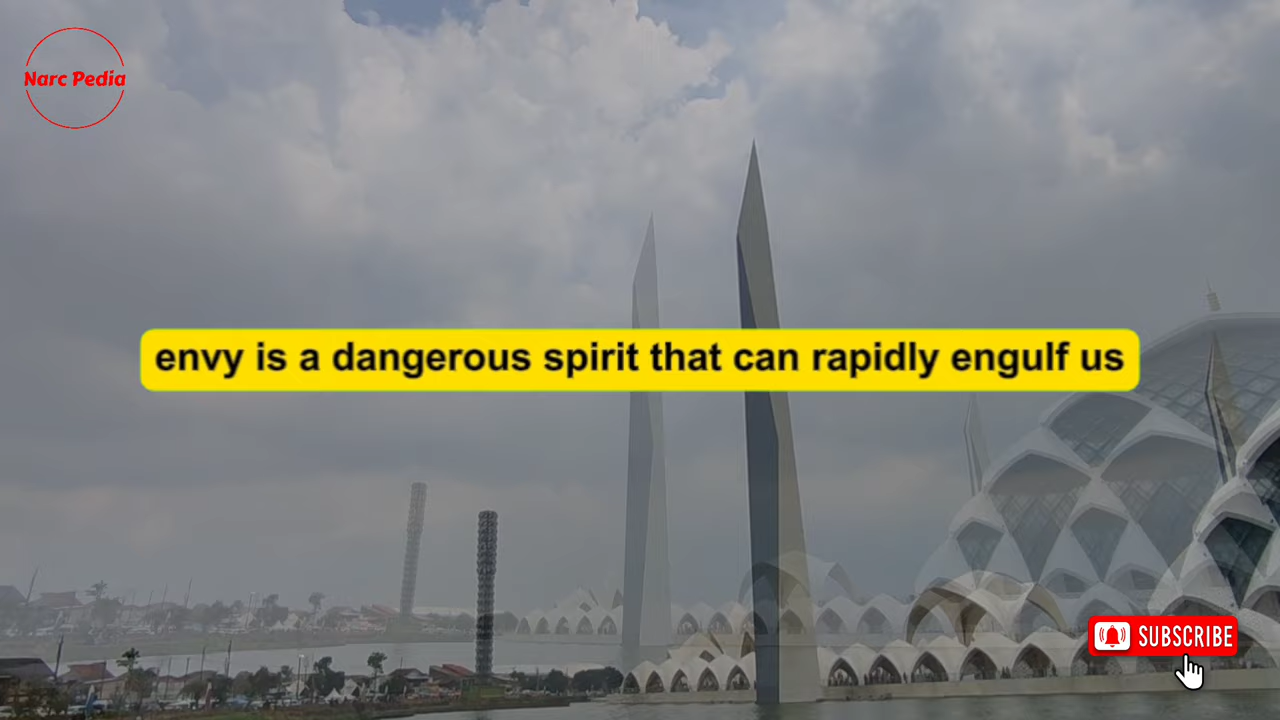 Narc Pedia
envy is a dangerous spirit that can rapidly engulf us
SUBSCRIBE